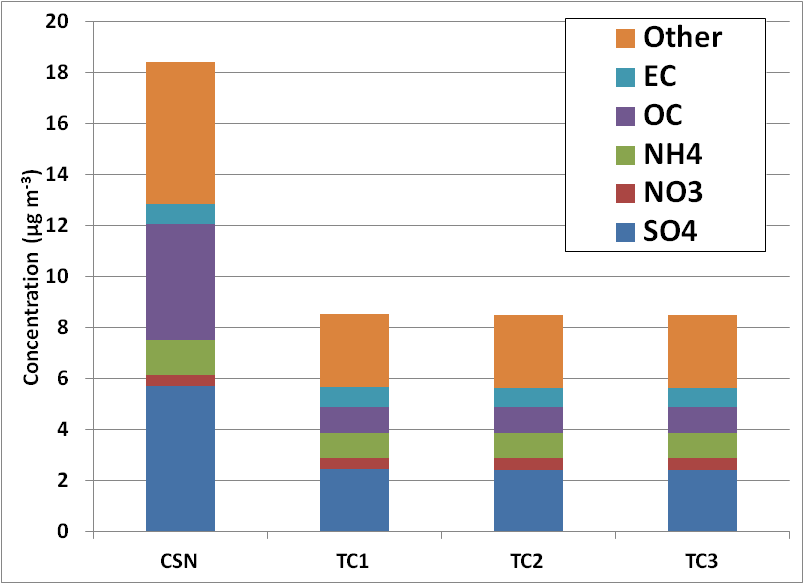 20
18
16
14
12
10
8
6
4
2
0
Concentration (µg m-3)
Other
EC
OC
NH4
NO3
SO4
CSN
TC1
TC2
TC3